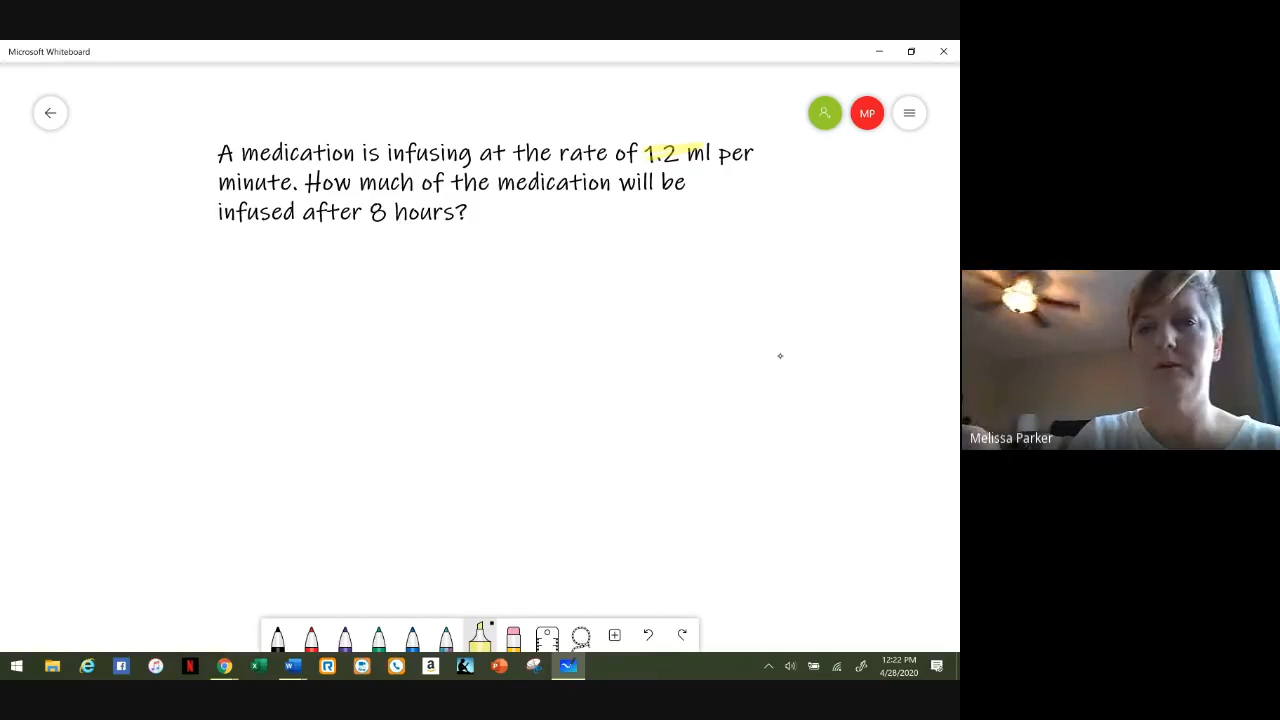 Microsoft Whiteboard
MP
A medication is infusing at the rate of 1.2 ml per
minute. How much of the medication will be
infused after 8 hours?
Melissa Parker
12:22 PM
4/28/2020